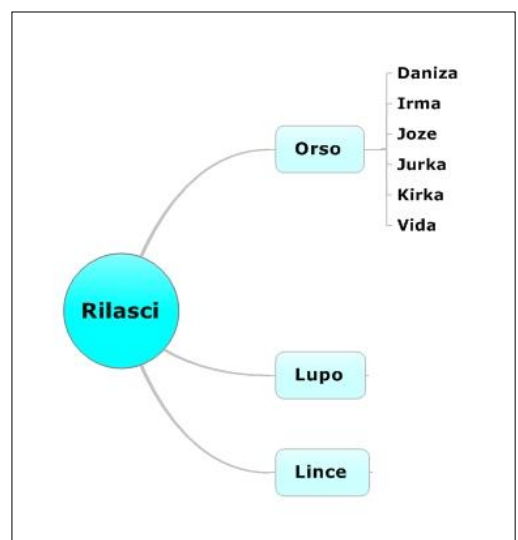 Rilasci
Orso
Daniza
Irma
Joze
Jurka
Kirka
Vida
Lupo
Lince